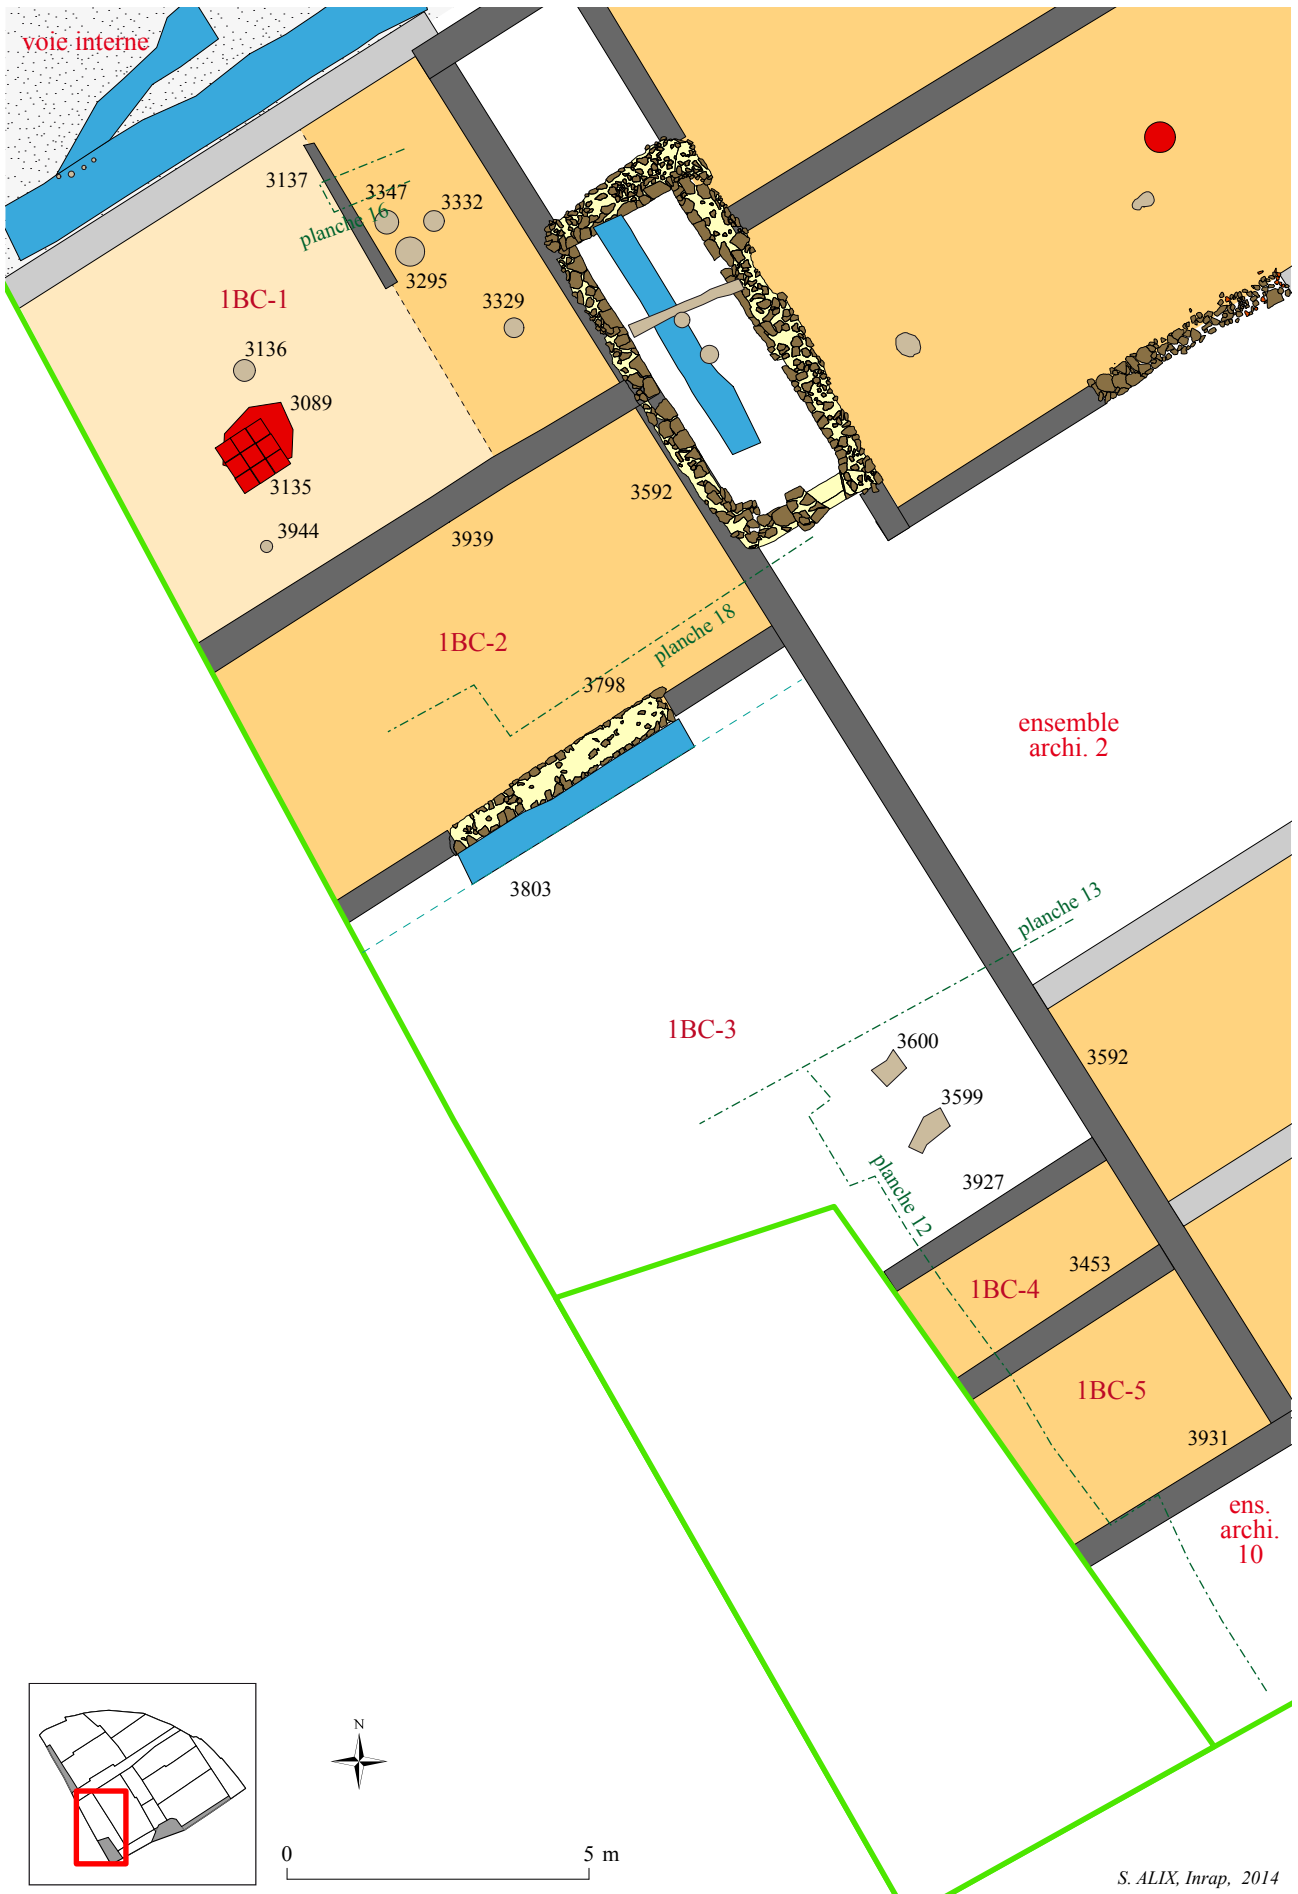 voie interne
3137
3347
3332
planche 16
3295
1BC-1
3329
3136
3089
3135
3592
3944
3939
planche 18
1BC-2
3798
ensemble
archi. 2
3803
planche 13
1BC-3
3600
3592
3599
planche 12
3927
3453
1BC-4
1BC-5
3931
ens.
archi.
10
N
0 5 m
S. ALIX, Inrap, 2014